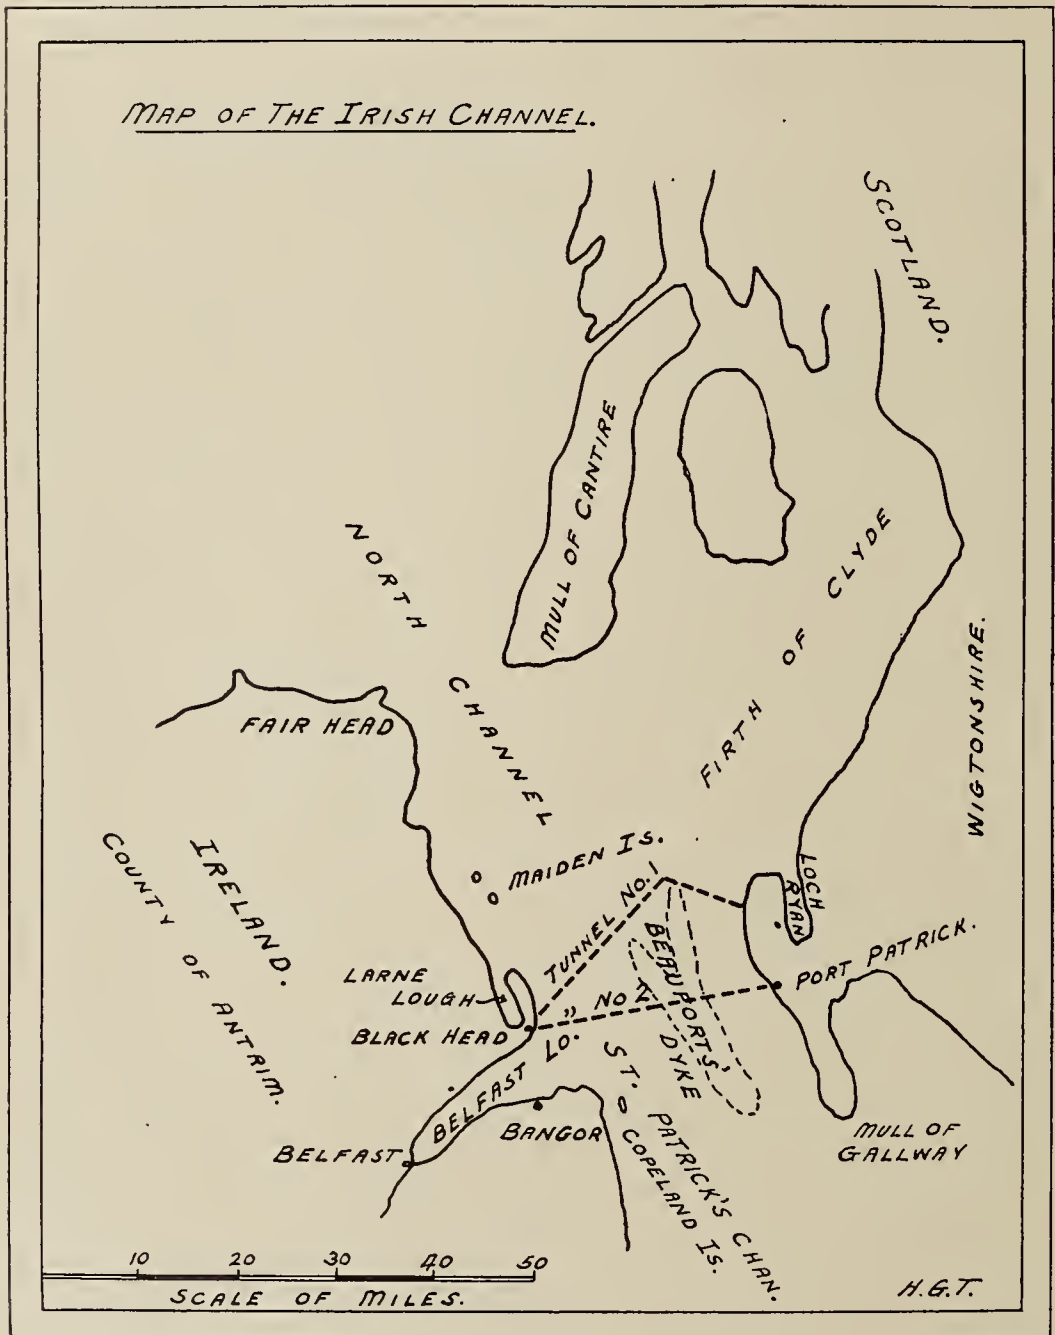 MAP OF THE IRISH CHANNEL.
SCOTLAND.
MULL OF CANTIRE
NORTH CHANNEL
FIRTH OF CLYDE
WIGTONSHIRE.
FAIR HEAD
MAIDEN IS.
IRELAND.
COUNTY OF ANTRIM.
LOCH
RYAN
TUNNEL NO. 1
BEAUFORTS'
DYKE
PORT PATRICK.
LARNE
LOUGH
„ NO 2
BLACK HEAD
BELFAST LO.
ST. PATRICK'S CHAN.
COPELAND IS.
BANGOR
BELFAST
MULL OF
GALLWAY
10 20 30 40 50
SCALE OF MILES.
H.G.T.